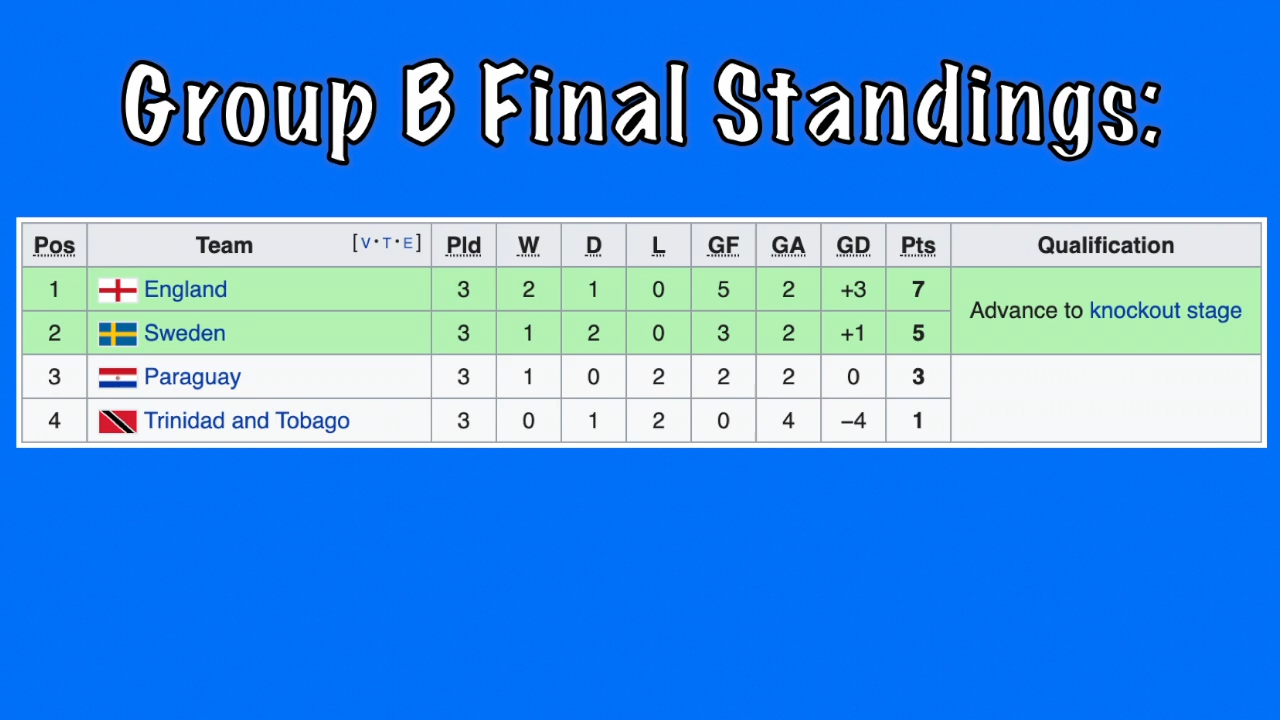 Group B Final Standings:
Pos Team [V·T·E] Pld W D L GF GA GD Pts Qualification
1 England 3 2 1 0 5 2 +3 7 Advance to knockout stage
2 Sweden 3 1 2 0 3 2 +1 5
3 Paraguay 3 1 0 2 2 2 0 3
4 Trinidad and Tobago 3 0 1 2 0 4 −4 1